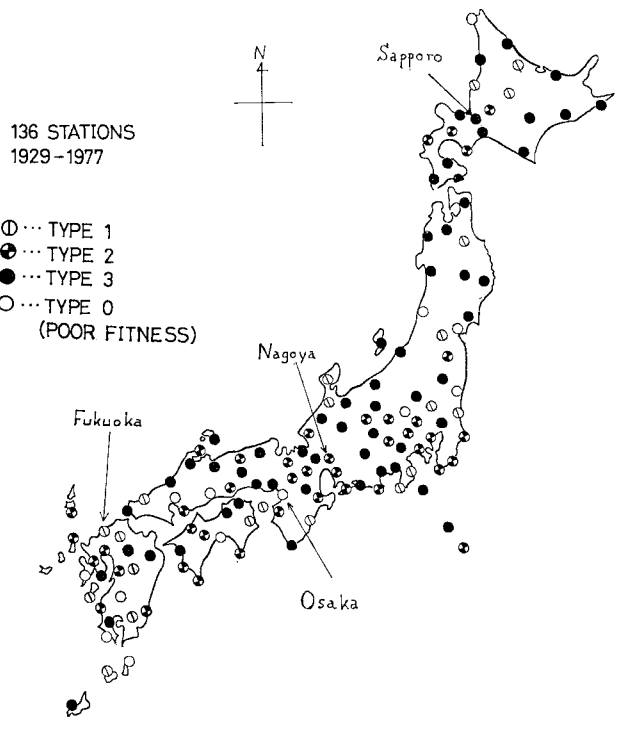 N
Sapporo
136 STATIONS
1929-1977
⦶ ··· TYPE 1
··· TYPE 2
● ··· TYPE 3
○ ··· TYPE 0
(POOR FITNESS)
Nagoya
Fukuoka
Osaka